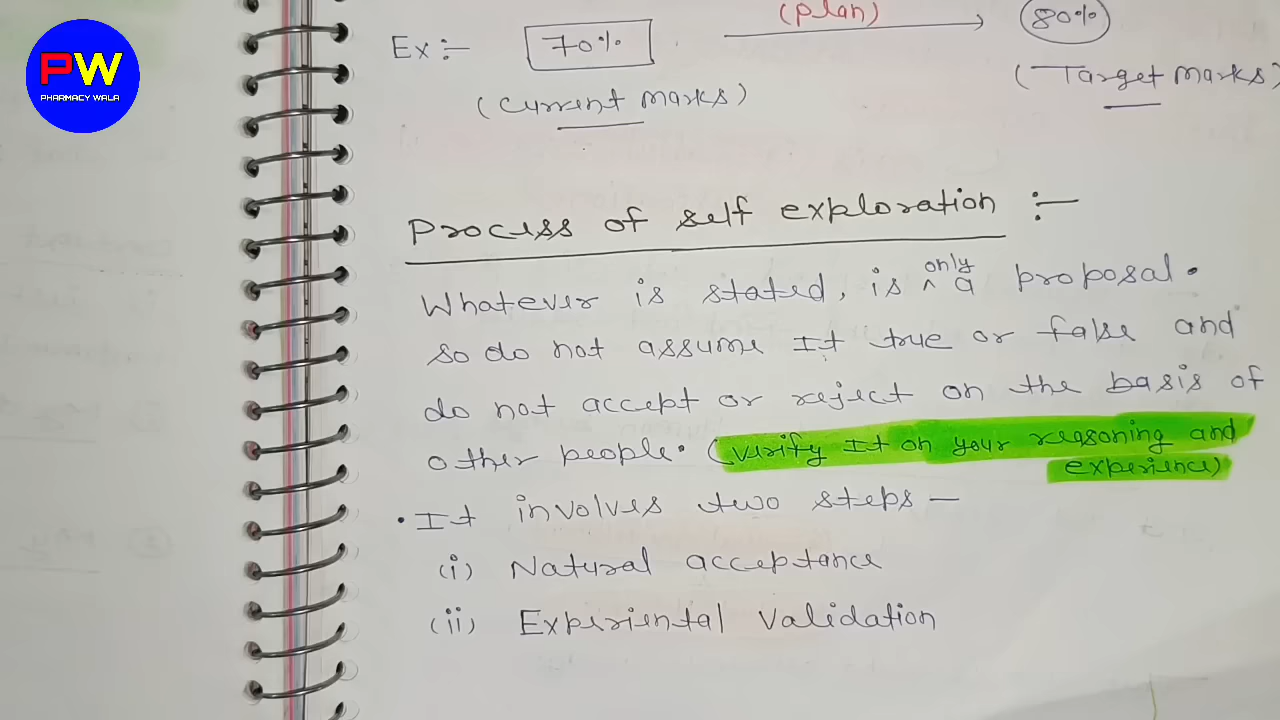 PW
PHARMACY WALA
(plan)
Ex :- 70% 80%
(Current marks) (Target marks)
Process of self exploration :-
Whatever is stated, is ^ only a proposal.
so do not assume It true or false and
do not accept or reject on the basis of
other people. (verify It on your reasoning and
experience)
• It involves two steps -
(i) Natural acceptance
(ii) Experiental Validation